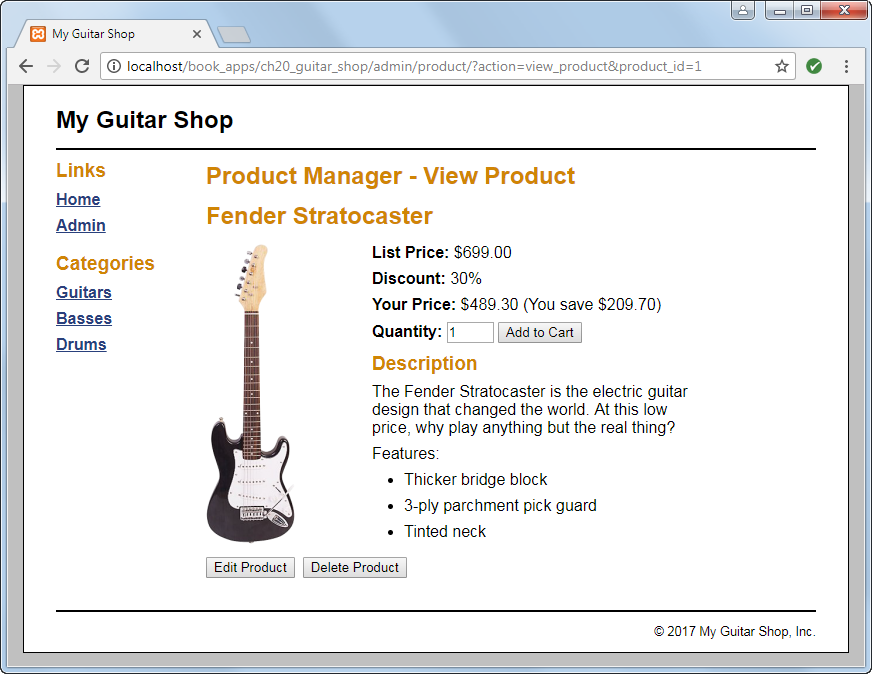 My Guitar Shop
localhost/book_apps/ch20_guitar_shop/admin/product/?action=view_product&product_id=1
My Guitar Shop
Links
Home
Admin
Categories
Guitars
Basses
Drums
Product Manager - View Product
Fender Stratocaster
List Price: $699.00
Discount: 30%
Your Price: $489.30 (You save $209.70)
Quantity: 1 Add to Cart
Description
The Fender Stratocaster is the electric guitar
design that changed the world. At this low
price, why play anything but the real thing?
Features:
• Thicker bridge block
• 3-ply parchment pick guard
• Tinted neck
Edit Product Delete Product
© 2017 My Guitar Shop, Inc.